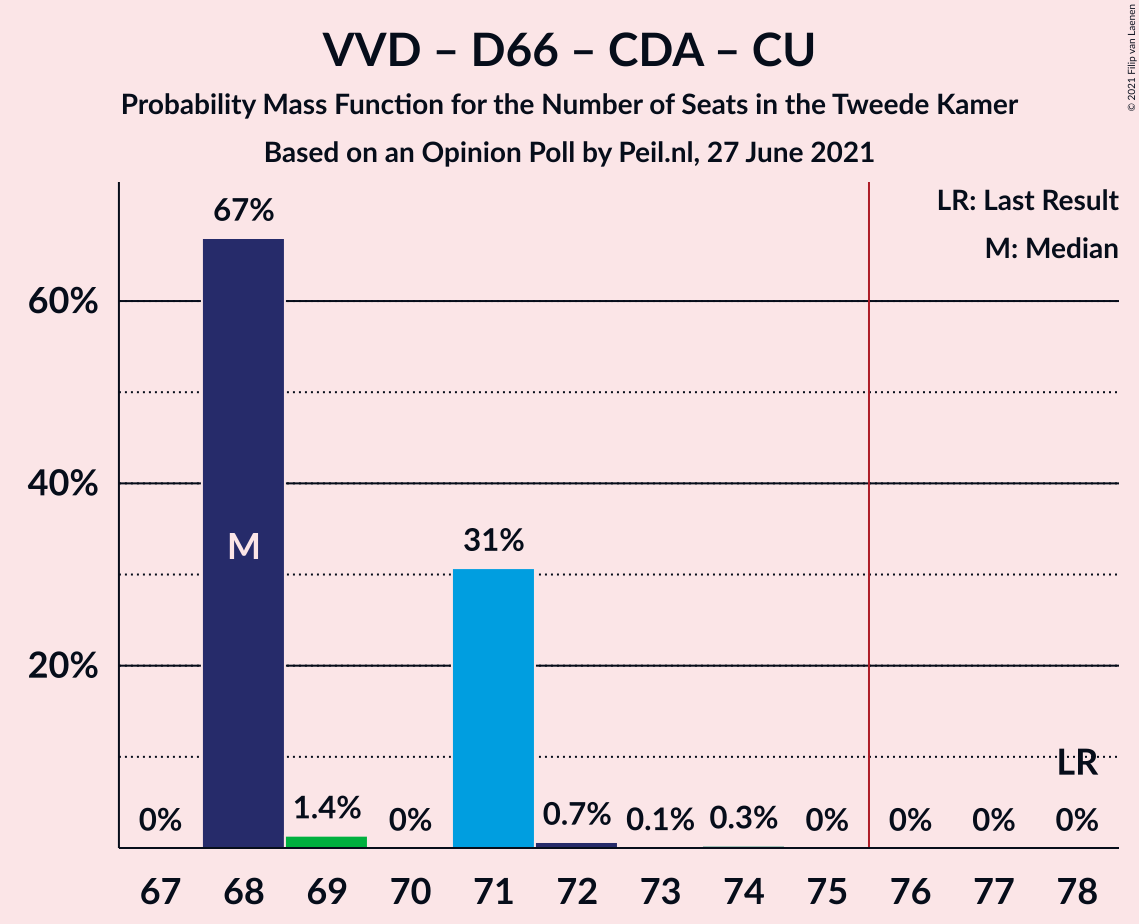 VVD – D66 – CDA – CU
Probability Mass Function for the Number of Seats in the Tweede Kamer
Based on an Opinion Poll by Peil.nl, 27 June 2021
© 2021 Filip van Laenen
LR: Last Result
M: Median
60%
40%
20%
0%
67%
M
1.4%
0%
31%
0.7%
0.1%
0.3%
0%
0%
0%
LR
0%
67 68 69 70 71 72 73 74 75 76 77 78